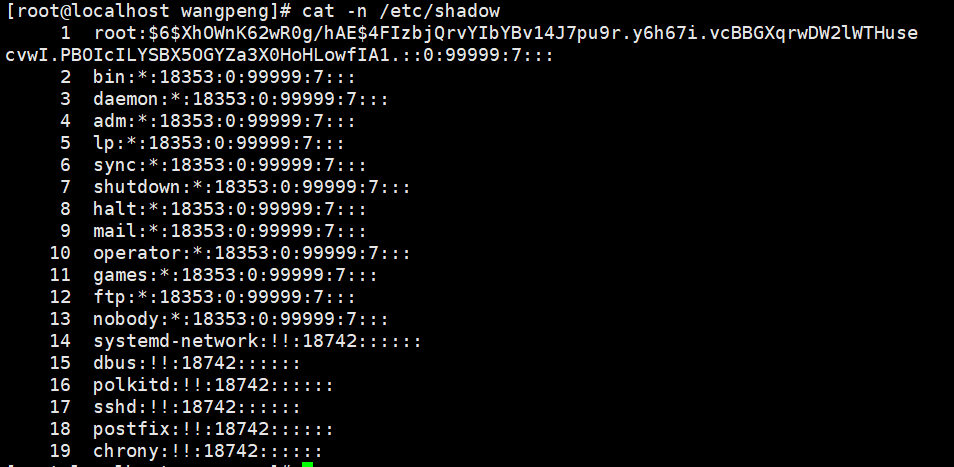 [root@localhost wangpeng]# cat -n /etc/shadow
     1  root:$6$XhOWnK62wR0g/hAE$4FIzbjQrvYIbYBv14J7pu9r.y6h67i.vcBBGXqrwDW2lWTHuse
cvwI.PBOIcILYSBX5OGYZa3X0HoHLowfIA1.::0:99999:7:::
     2  bin:*:18353:0:99999:7:::
     3  daemon:*:18353:0:99999:7:::
     4  adm:*:18353:0:99999:7:::
     5  lp:*:18353:0:99999:7:::
     6  sync:*:18353:0:99999:7:::
     7  shutdown:*:18353:0:99999:7:::
     8  halt:*:18353:0:99999:7:::
     9  mail:*:18353:0:99999:7:::
    10  operator:*:18353:0:99999:7:::
    11  games:*:18353:0:99999:7:::
    12  ftp:*:18353:0:99999:7:::
    13  nobody:*:18353:0:99999:7:::
    14  systemd-network:!!:18742::::::
    15  dbus:!!:18742::::::
    16  polkitd:!!:18742::::::
    17  sshd:!!:18742::::::
    18  postfix:!!:18742::::::
    19  chrony:!!:18742::::::